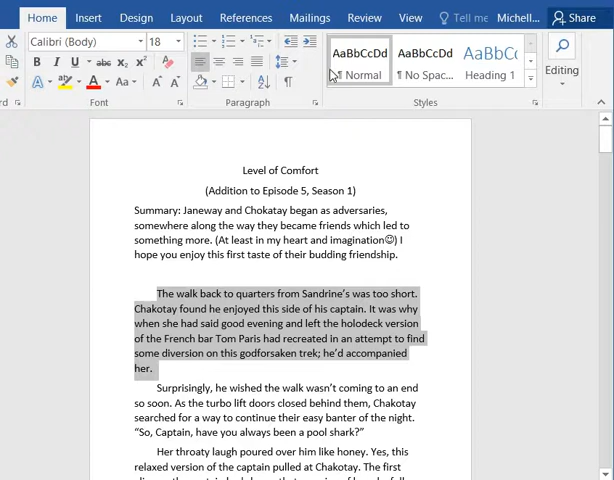 Home Insert Design Layout References Mailings Review View Tell me Michell... Share
Calibri (Body) 18
AaBbCcDd AaBbCcDd AaBbCc
B I U abc x2 x2
¶ Normal ¶ No Spac... Heading 1 Editing
A Aa A A A
Font Paragraph Styles
Level of Comfort
(Addition to Episode 5, Season 1)
Summary: Janeway and Chokatay began as adversaries,
somewhere along the way they became friends which led to
something more. (At least in my heart and imagination☺) I
hope you enjoy this first taste of their budding friendship.
The walk back to quarters from Sandrine's was too short.
Chakotay found he enjoyed this side of his captain. It was why
when she had said good evening and left the holodeck version
of the French bar Tom Paris had recreated in an attempt to find
some diversion on this godforsaken trek; he'd accompanied
her.
Surprisingly, he wished the walk wasn't coming to an end
so soon. As the turbo lift doors closed behind them, Chakotay
searched for a way to continue their easy banter of the night.
"So, Captain, have you always been a pool shark?"
Her throaty laugh poured over him like honey. Yes, this
relaxed version of the captain pulled at Chakotay. The first